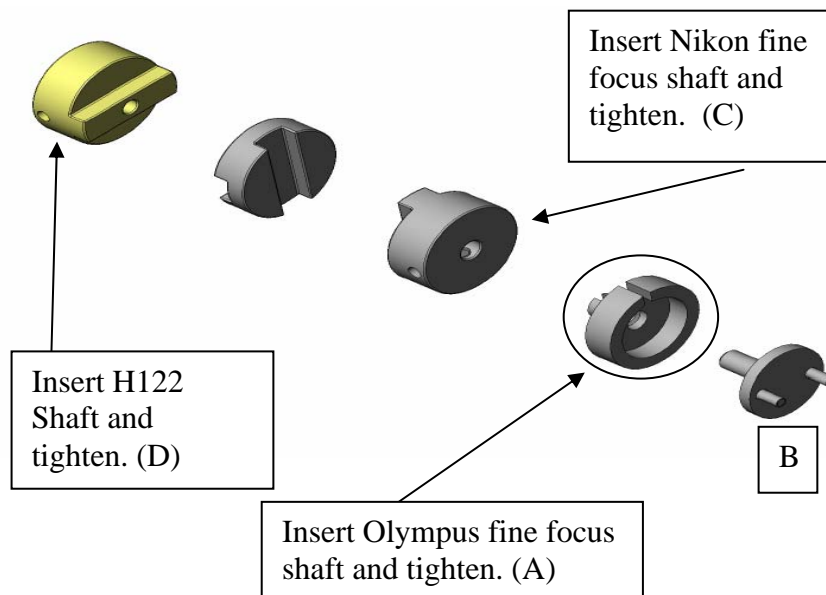 Insert Nikon fine
focus shaft and
tighten. (C)
Insert H122
Shaft and
tighten. (D)
B
Insert Olympus fine focus
shaft and tighten. (A)